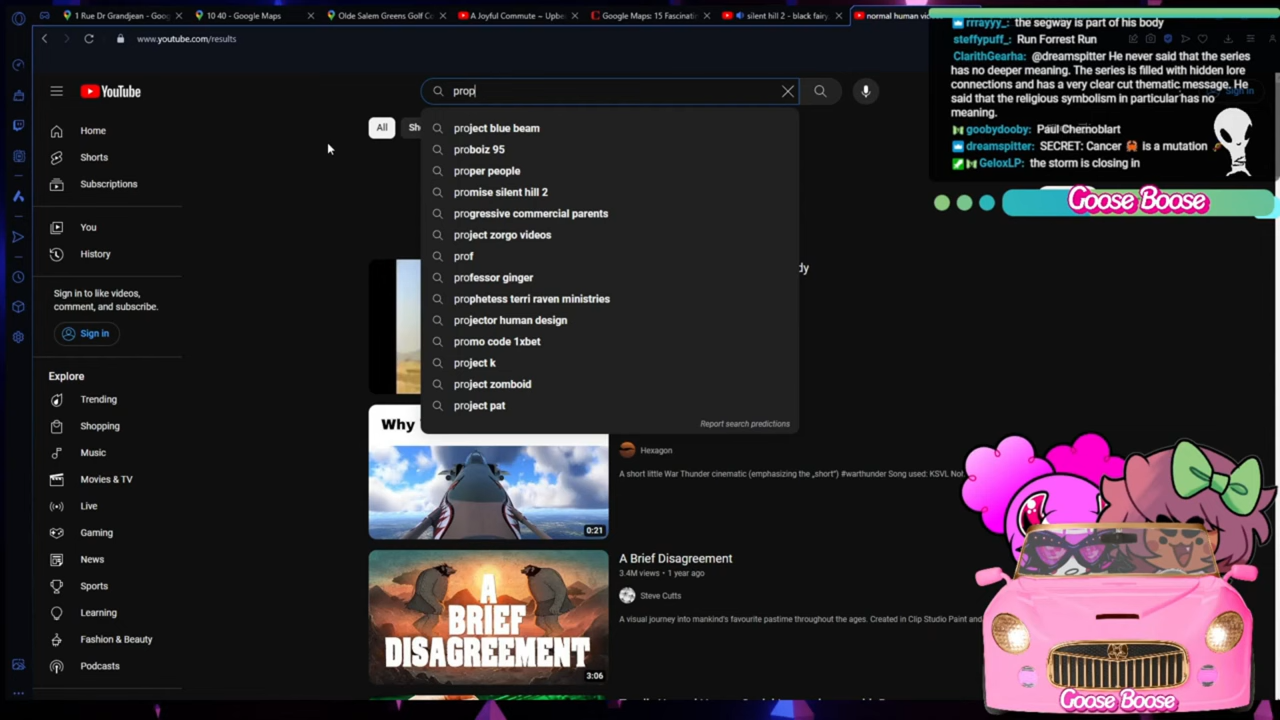 1 Rue Dr Grandjean - Goog
10 40 - Google Maps
Olde Salem Greens Golf C
A Joyful Commute ~ Upbe
Google Maps: 15 Fascinati
silent hill 2 - black fairy
normal human vi
www.youtube.com/results
YouTube
prop
Home
Shorts
Subscriptions
You
History
Sign in to like videos,
comment, and subscribe.
Sign in
Explore
Trending
Shopping
Music
Movies & TV
Live
Gaming
News
Sports
Learning
Fashion & Beauty
Podcasts
All
Sh
project blue beam
proboiz 95
proper people
promise silent hill 2
progressive commercial parents
project zorgo videos
prof
professor ginger
prophetess terri raven ministries
projector human design
promo code 1xbet
project k
project zomboid
project pat
Report search predictions
dy
Why
0:21
Hexagon
A short little War Thunder cinematic (emphasizing the „short") #warthunder Song used: KSVL No!
A BRIEF
DISAGREEMENT
3:06
A Brief Disagreement
3.4M views • 1 year ago
Steve Cutts
A visual journey into mankind's favourite pastime throughout the ages. Created in Clip Studio Paint and
rrrayyy_: the segway is part of his body
steffypuff_: Run Forrest Run
ClarithGearha: @dreamspitter He never said that the series
has no deeper meaning. The series is filled with hidden lore
connections and has a very clear cut thematic message. He
said that the religious symbolism in particular has no
meaning.
goobydooby: Paul Chernoblart
dreamspitter: SECRET: Cancer 🦀 is a mutation
GeloxLP: the storm is closing in
Goose Boose
Goose Boose